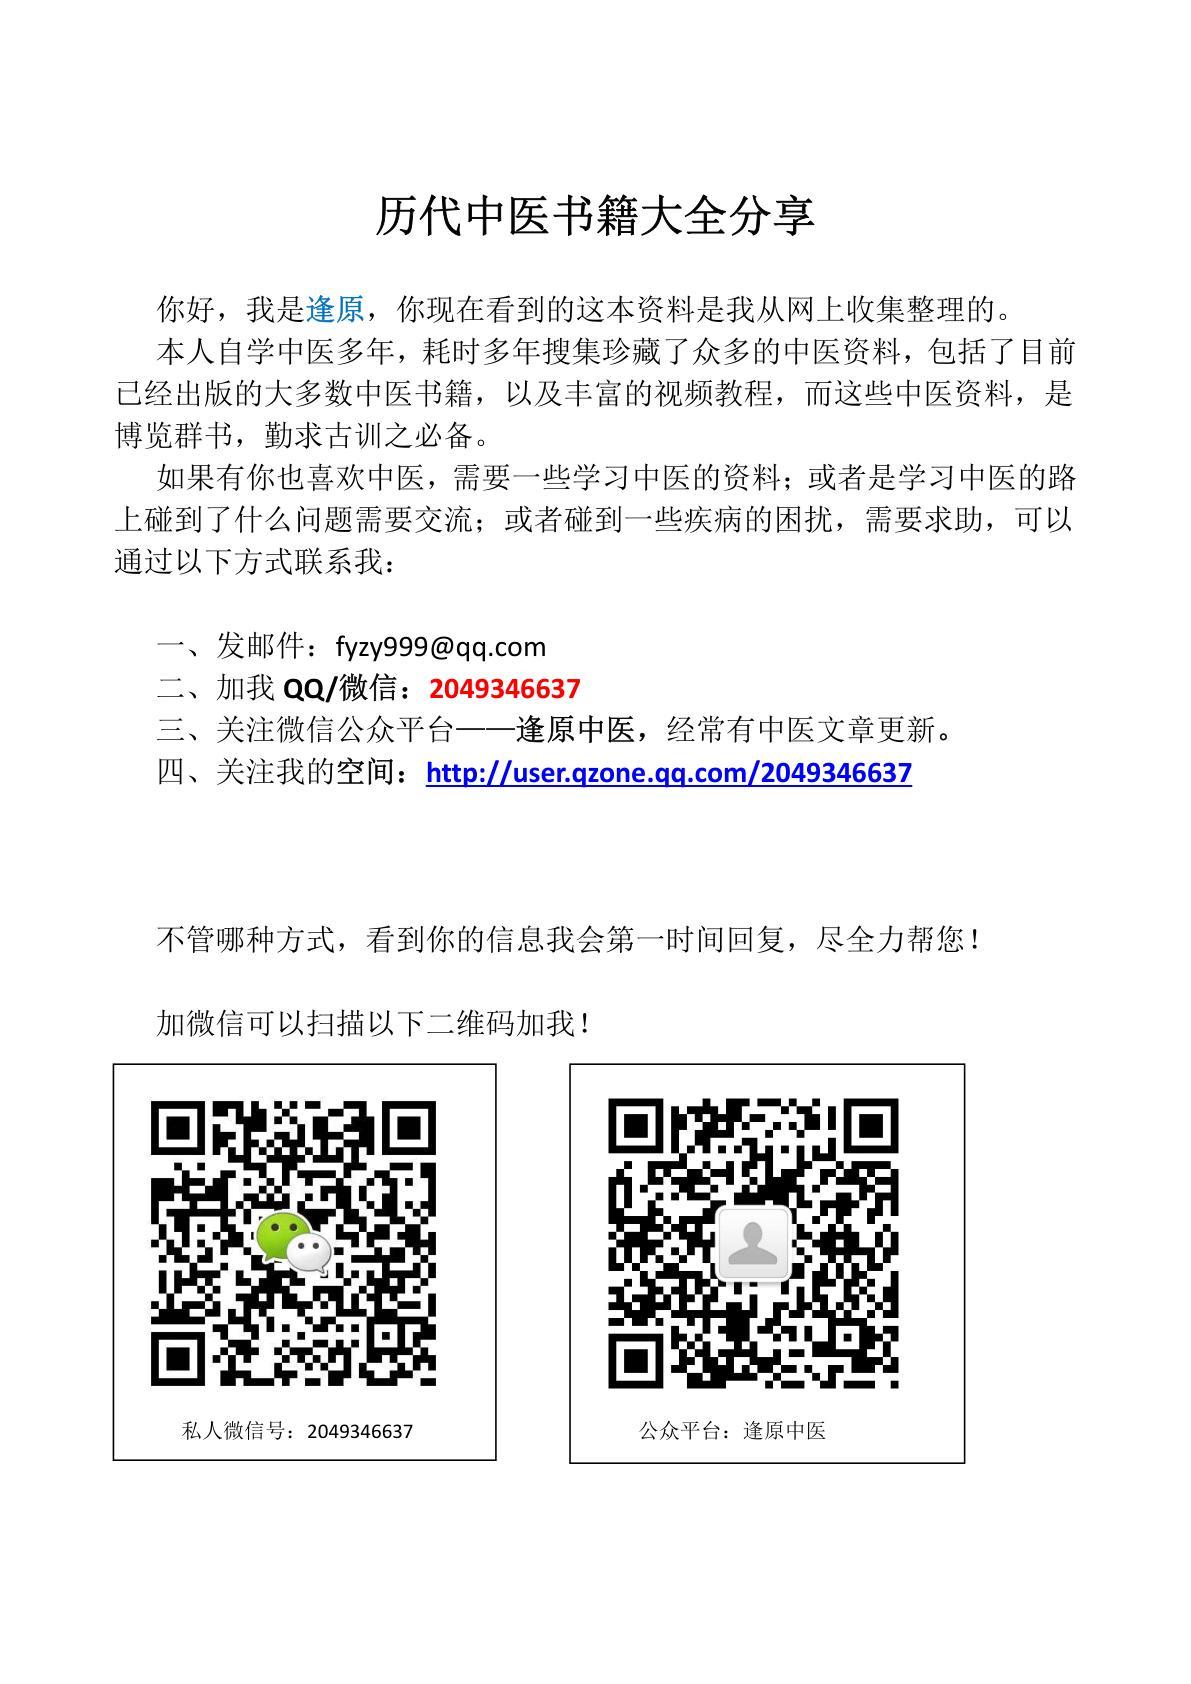 历代中医书籍大全分享
你好，我是逢原，你现在看到的这本资料是我从网上收集整理的。
本人自学中医多年，耗时多年搜集珍藏了众多的中医资料，包括了目前
已经出版的大多数中医书籍，以及丰富的视频教程，而这些中医资料，是
博览群书，勤求古训之必备。
如果有你也喜欢中医，需要一些学习中医的资料；或者是学习中医的路
上碰到了什么问题需要交流；或者碰到一些疾病的困扰，需要求助，可以
通过以下方式联系我：
一、发邮件：fyzy999@qq.com
二、加我 QQ/微信：2049346637
三、关注微信公众平台——逢原中医，经常有中医文章更新。
四、关注我的空间：http://user.qzone.qq.com/2049346637
不管哪种方式，看到你的信息我会第一时间回复，尽全力帮您！
加微信可以扫描以下二维码加我！
私人微信号：2049346637
公众平台：逢原中医